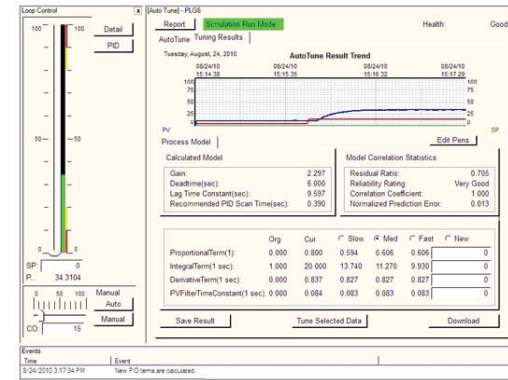 Loop Control
x
[Auto Tune] - PLG6
100 100 Detail
PID
50 50
0 0
SP: 0
P... 34.3104
0 50 100 Manual
Auto
Manual
CO: 15
Report Simulation Run Mode Health: Good
AutoTune Tuning Results
Tuesday, August, 24, 2010 AutoTune Result Trend
08/24/10 08/24/10 08/24/10 08/24/10
15:14:38 15:15:35 15:16:32 15:17:29
100 100
75 75
50 50
25 25
0 0
PV SP
Process Model Edit Pens
Calculated Model Model Correlation Statistics
Gain: 2.297 Residual Ratio: 0.705
Deadtime(sec): 6.000 Reliability Rating: Very Good
Lag Time Constant(sec): 9.597 Correlation Coefficient: 1.000
Recommended PID Scan Time(sec): 0.390 Normalized Prediction Error: 0.013
Org Cur Slow Med Fast New
ProportionalTerm(1): 0.000 0.800 0.594 0.606 0.606 0
IntegralTerm(1 sec): 1.000 20.000 13.740 11.270 9.930 0
DerivativeTerm(1 sec): 0.000 0.837 0.827 0.827 0.827 0
PVFilterTimeConstant(1 sec): 0.000 0.084 0.083 0.083 0.083 0
Save Result Tune Selected Data Download
Events
Time Event
8/24/2010 3:17:34 PM New PID terms are calculated.